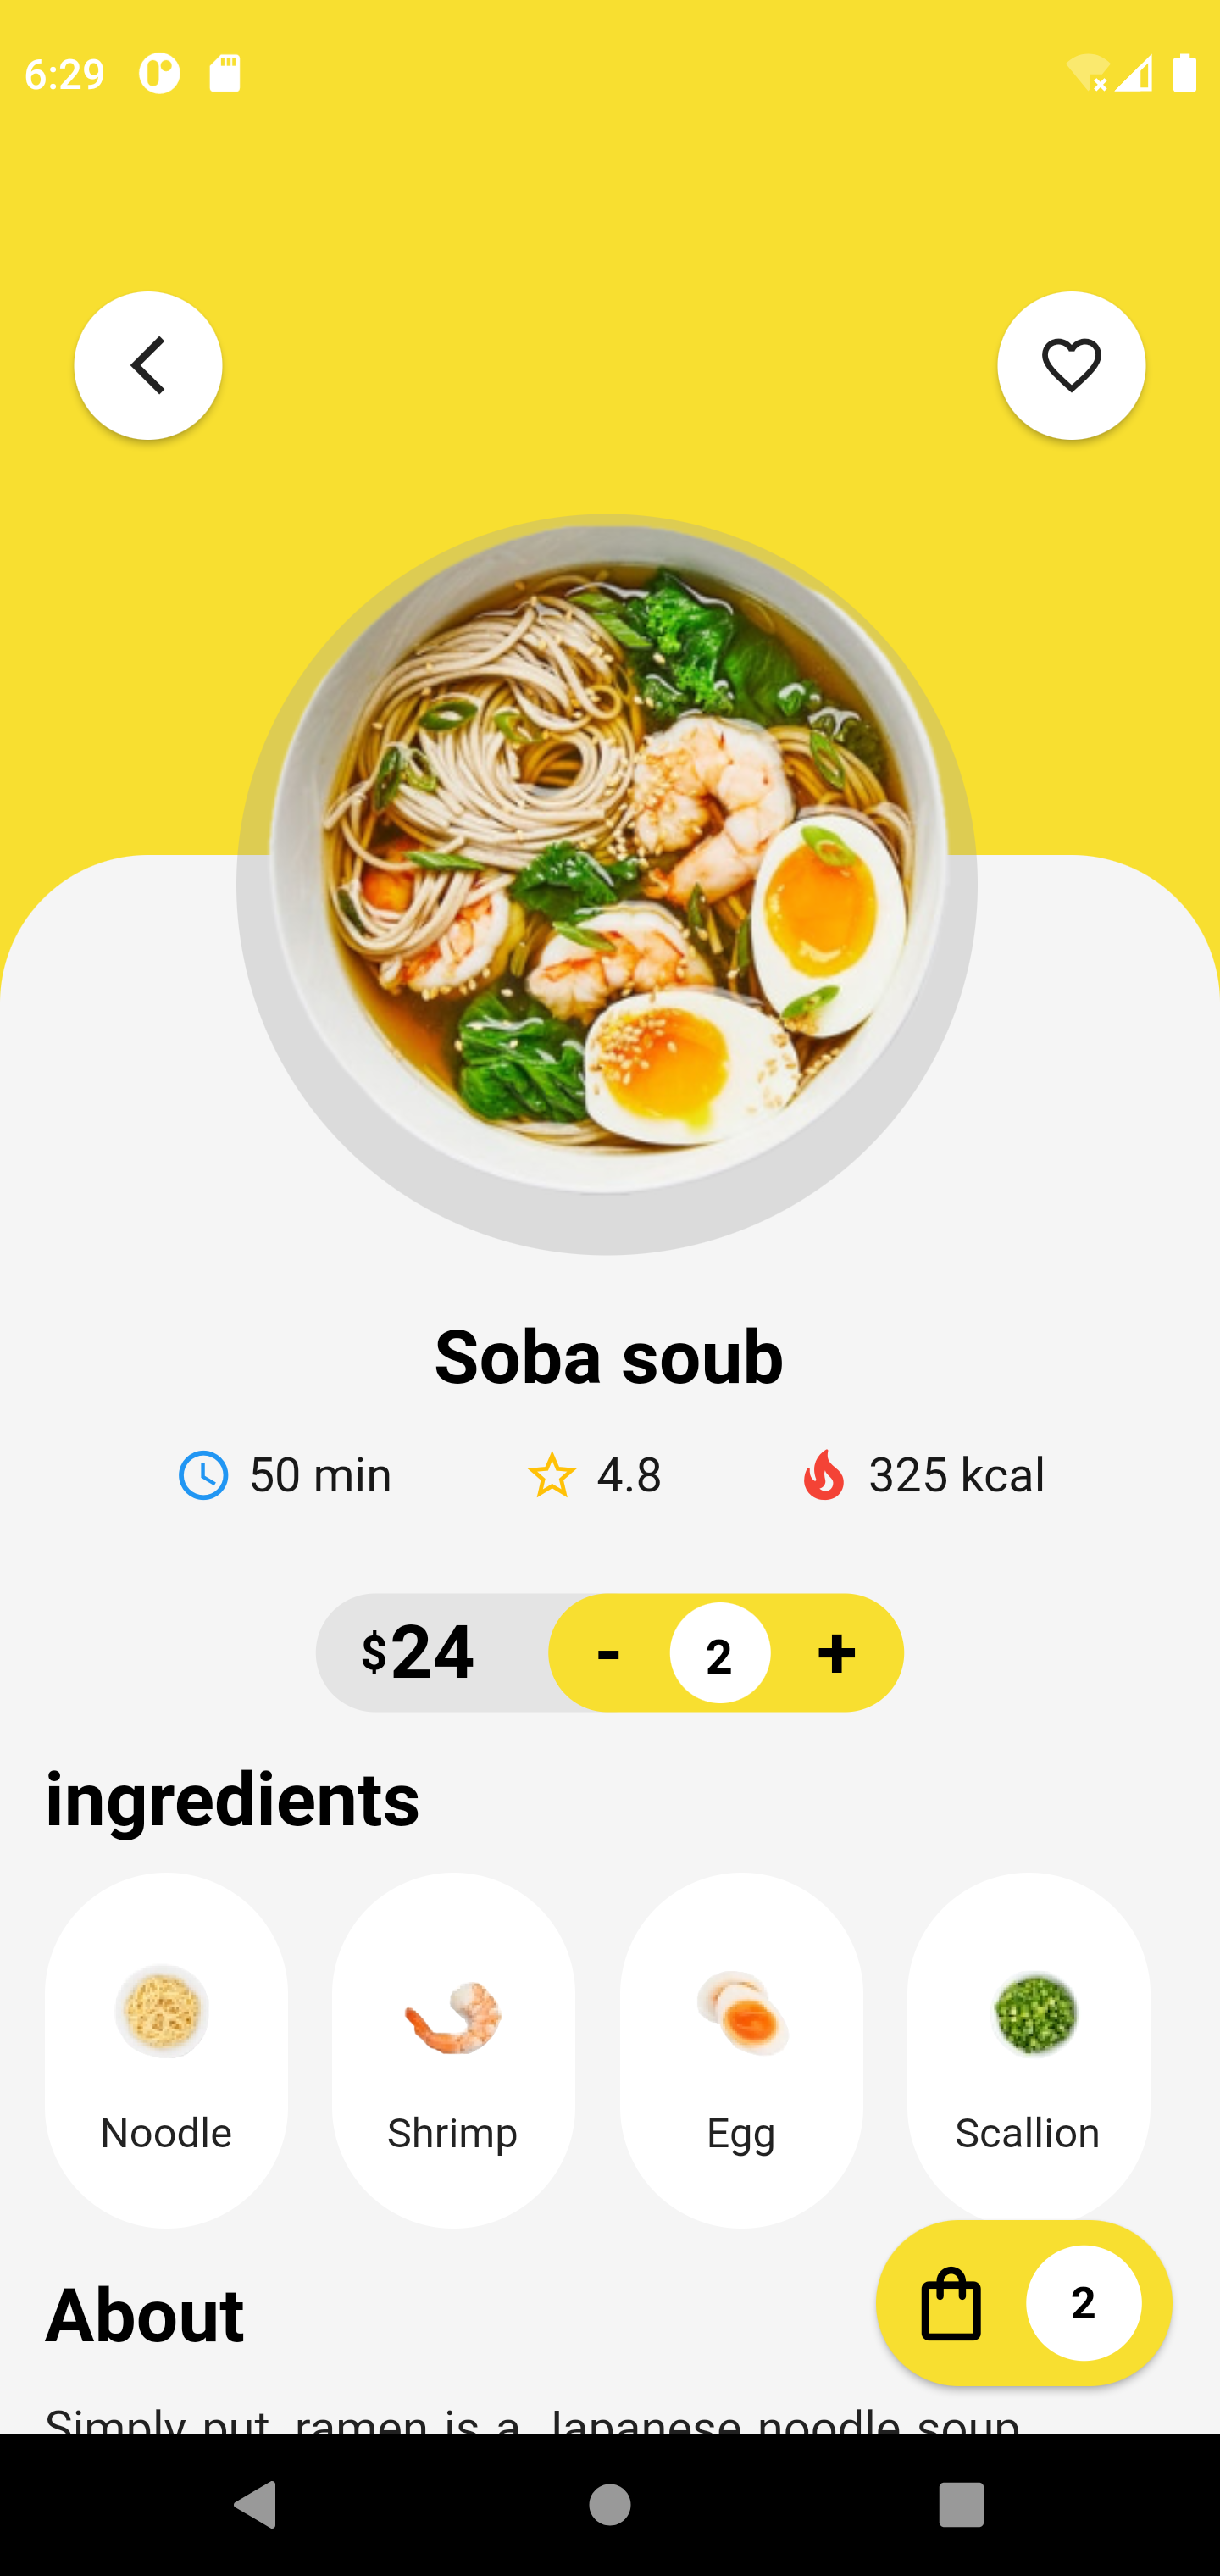 6:29
Soba soub
50 min 4.8 325 kcal
$24 - 2 +
ingredients
Noodle Shrimp Egg Scallion
About
2
Simply put, ramen is a Japanese noodle soup,